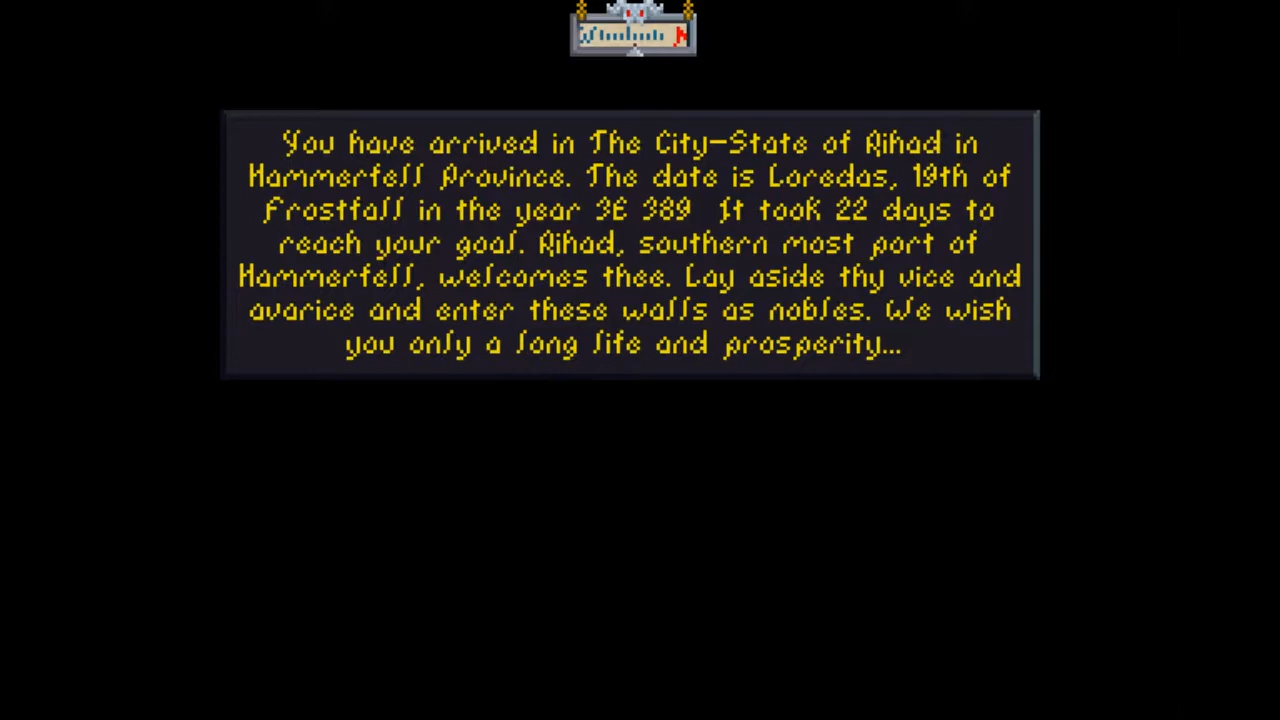 N
You have arrived in The City-State of Rihad in
Hammerfell Province. The date is Loredas, 19th of
Frostfall in the year 3E 389  It took 22 days to
reach your goal. Rihad, southern most port of
Hammerfell, welcomes thee. Lay aside thy vice and
avarice and enter these walls as nobles. We wish
you only a long life and prosperity...